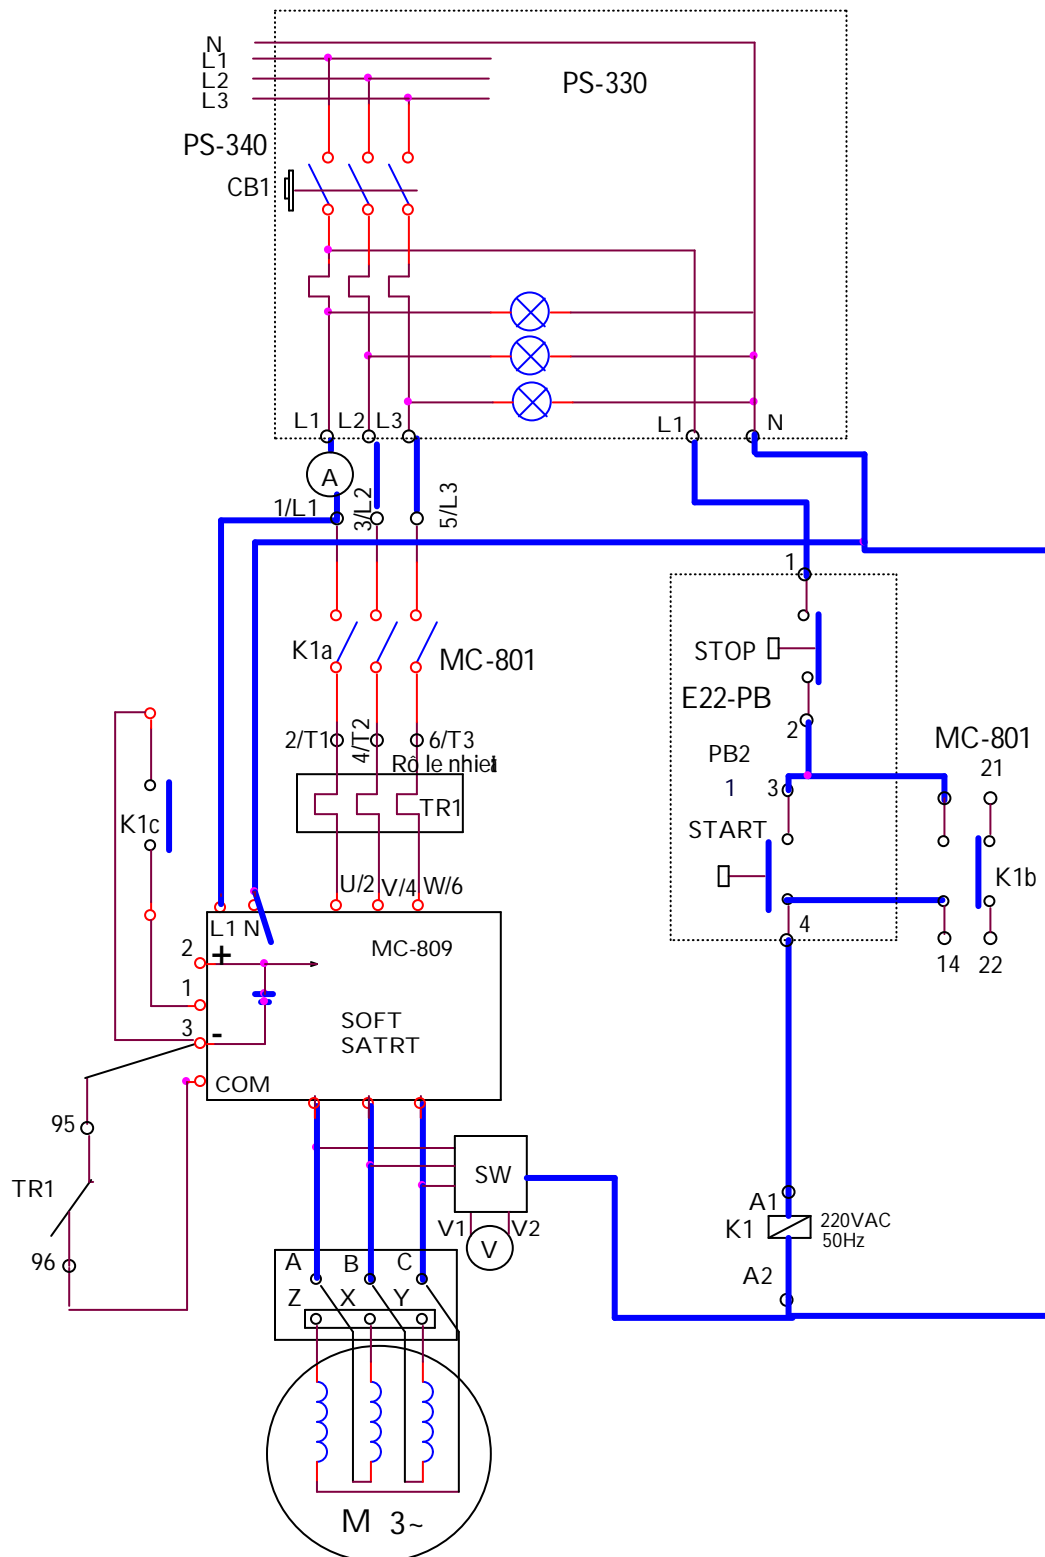 N
L1
L2
L3
PS-330
PS-340
CB1
L1 L2 L3
L1 N
A
1/L1
3/L2
5/L3
1
K1a
MC-801
STOP
E22-PB
2
2/T1
4/T2
6/T3
PB2
MC-801
Rơ le nhiệt
1
3
21
TR1
K1c
START
K1b
U/2 V/4 W/6
4
14 22
L1 N
2 +
MC-809
1
3 -
SOFT
SATRT
COM
95
TR1
96
SW
V1 V2
V
A1
K1
220VAC
50Hz
A2
A B C
Z X Y
M 3~